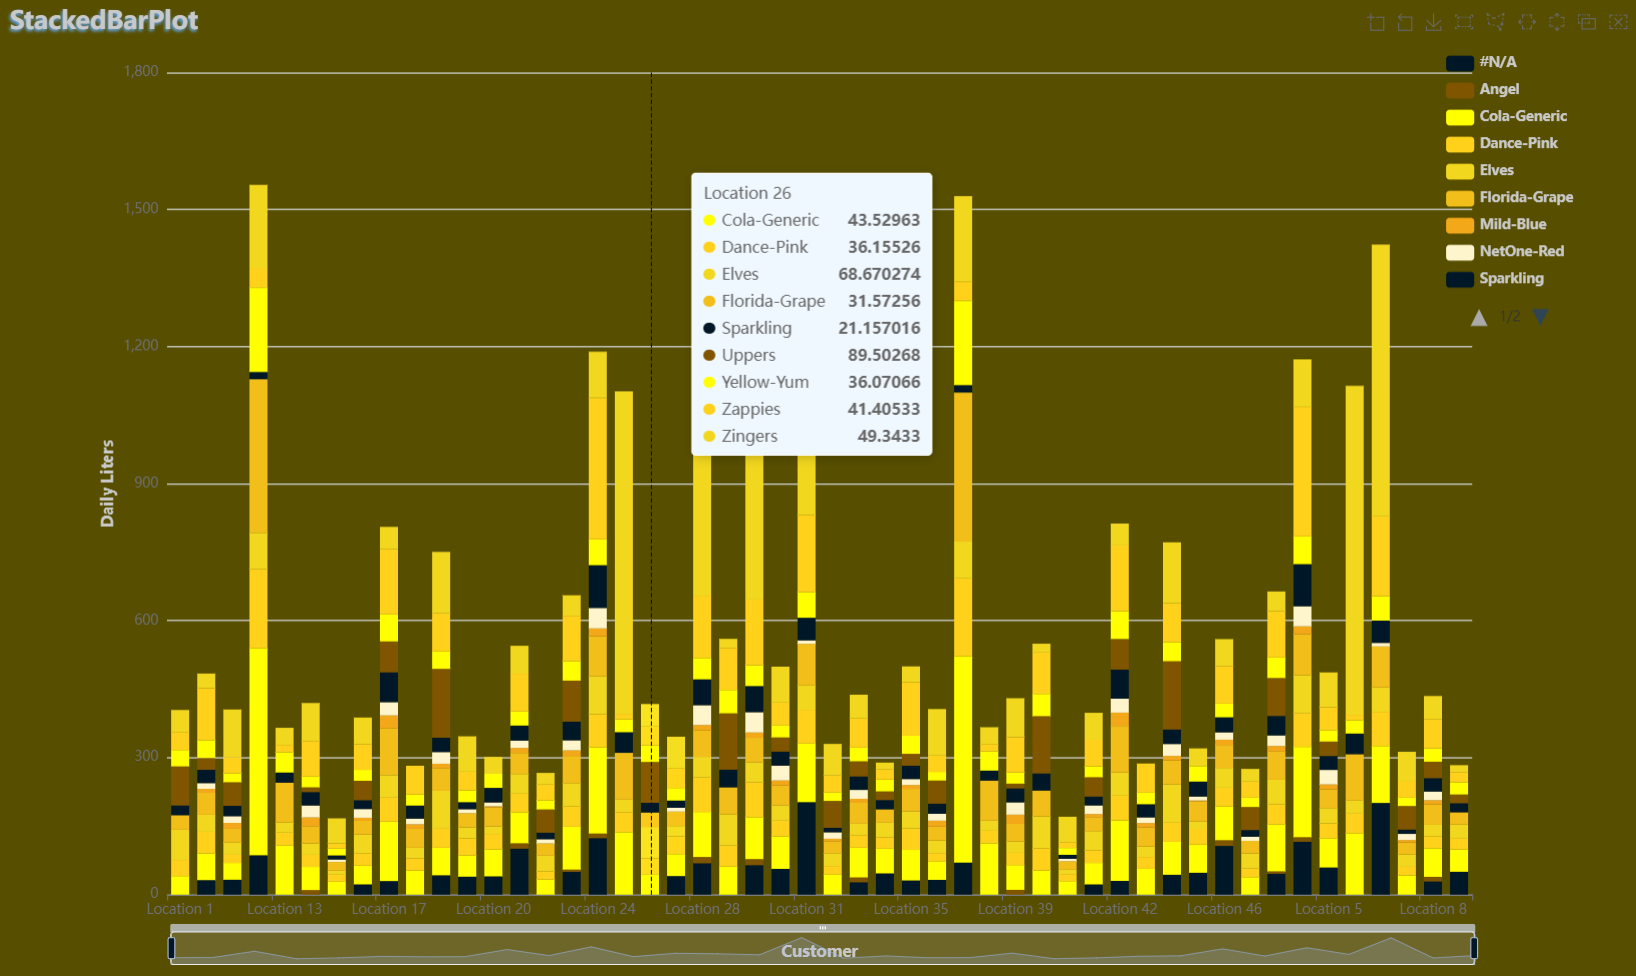 StackedBarPlot
#N/A
Angel
Cola-Generic
Dance-Pink
Elves
Florida-Grape
Mild-Blue
NetOne-Red
Sparkling
1/2
1,800
1,500
1,200
900
600
300
0
Daily Liters
Location 26
Cola-Generic 43.52963
Dance-Pink 36.15526
Elves 68.670274
Florida-Grape 31.57256
Sparkling 21.157016
Uppers 89.50268
Yellow-Yum 36.07066
Zappies 41.40533
Zingers 49.3433
Location 1 Location 13 Location 17 Location 20 Location 24 Location 28 Location 31 Location 35 Location 39 Location 42 Location 46 Location 5 Location 8
Customer